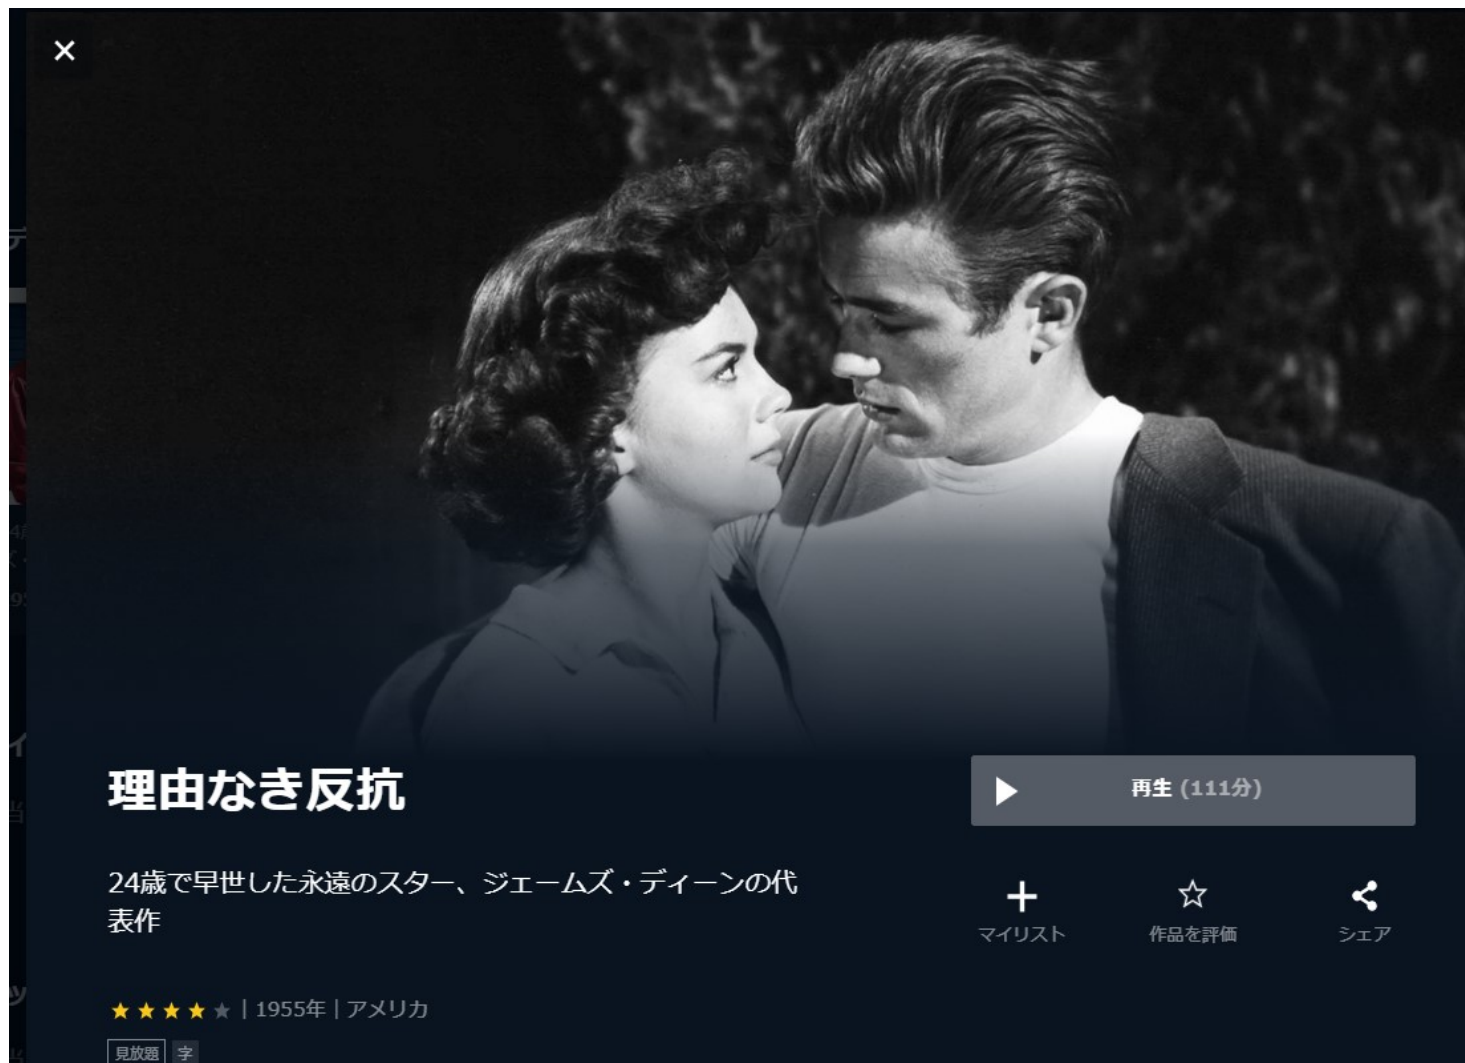 理由なき反抗
再生 (111分)
24歳で早世した永遠のスター、ジェームズ・ディーンの代
表作
マイリスト
作品を評価
シェア
| 1955年 | アメリカ
見放題 字